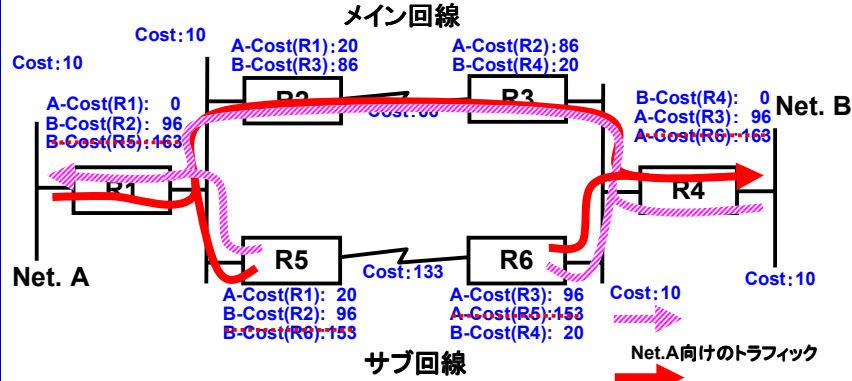 メイン回線
Cost:10
Cost:10
A-Cost(R1):20
B-Cost(R3):86
A-Cost(R2):86
B-Cost(R4):20
R2
R3
A-Cost(R1): 0
B-Cost(R2): 96
B-Cost(R5):163
B-Cost(R4): 0
A-Cost(R3): 96
A-Cost(R6):163
Net. B
R1
R4
R5
R6
Net. A
Cost:133
Cost:10
A-Cost(R1): 20
B-Cost(R2): 96
B-Cost(R6):153
A-Cost(R3): 96
A-Cost(R5):153
B-Cost(R4): 20
Cost:10
サブ回線
Net.A向けのトラフィック